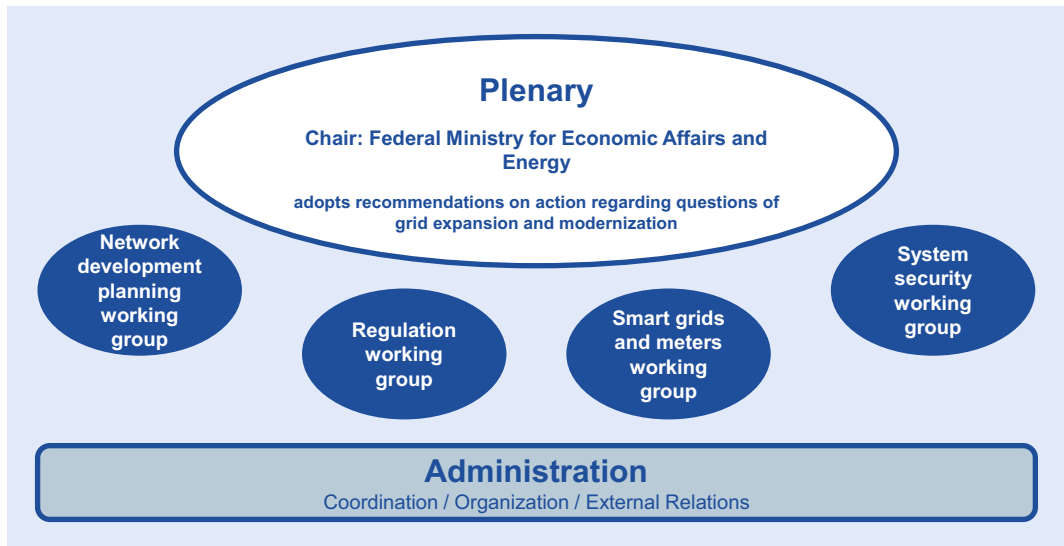 Plenary
Chair: Federal Ministry for Economic Affairs and
Energy
adopts recommendations on action regarding questions of
grid expansion and modernization
Network
development
planning
working
group
Regulation
working
group
Smart grids
and meters
working
group
System
security
working
group
Administration
Coordination / Organization / External Relations